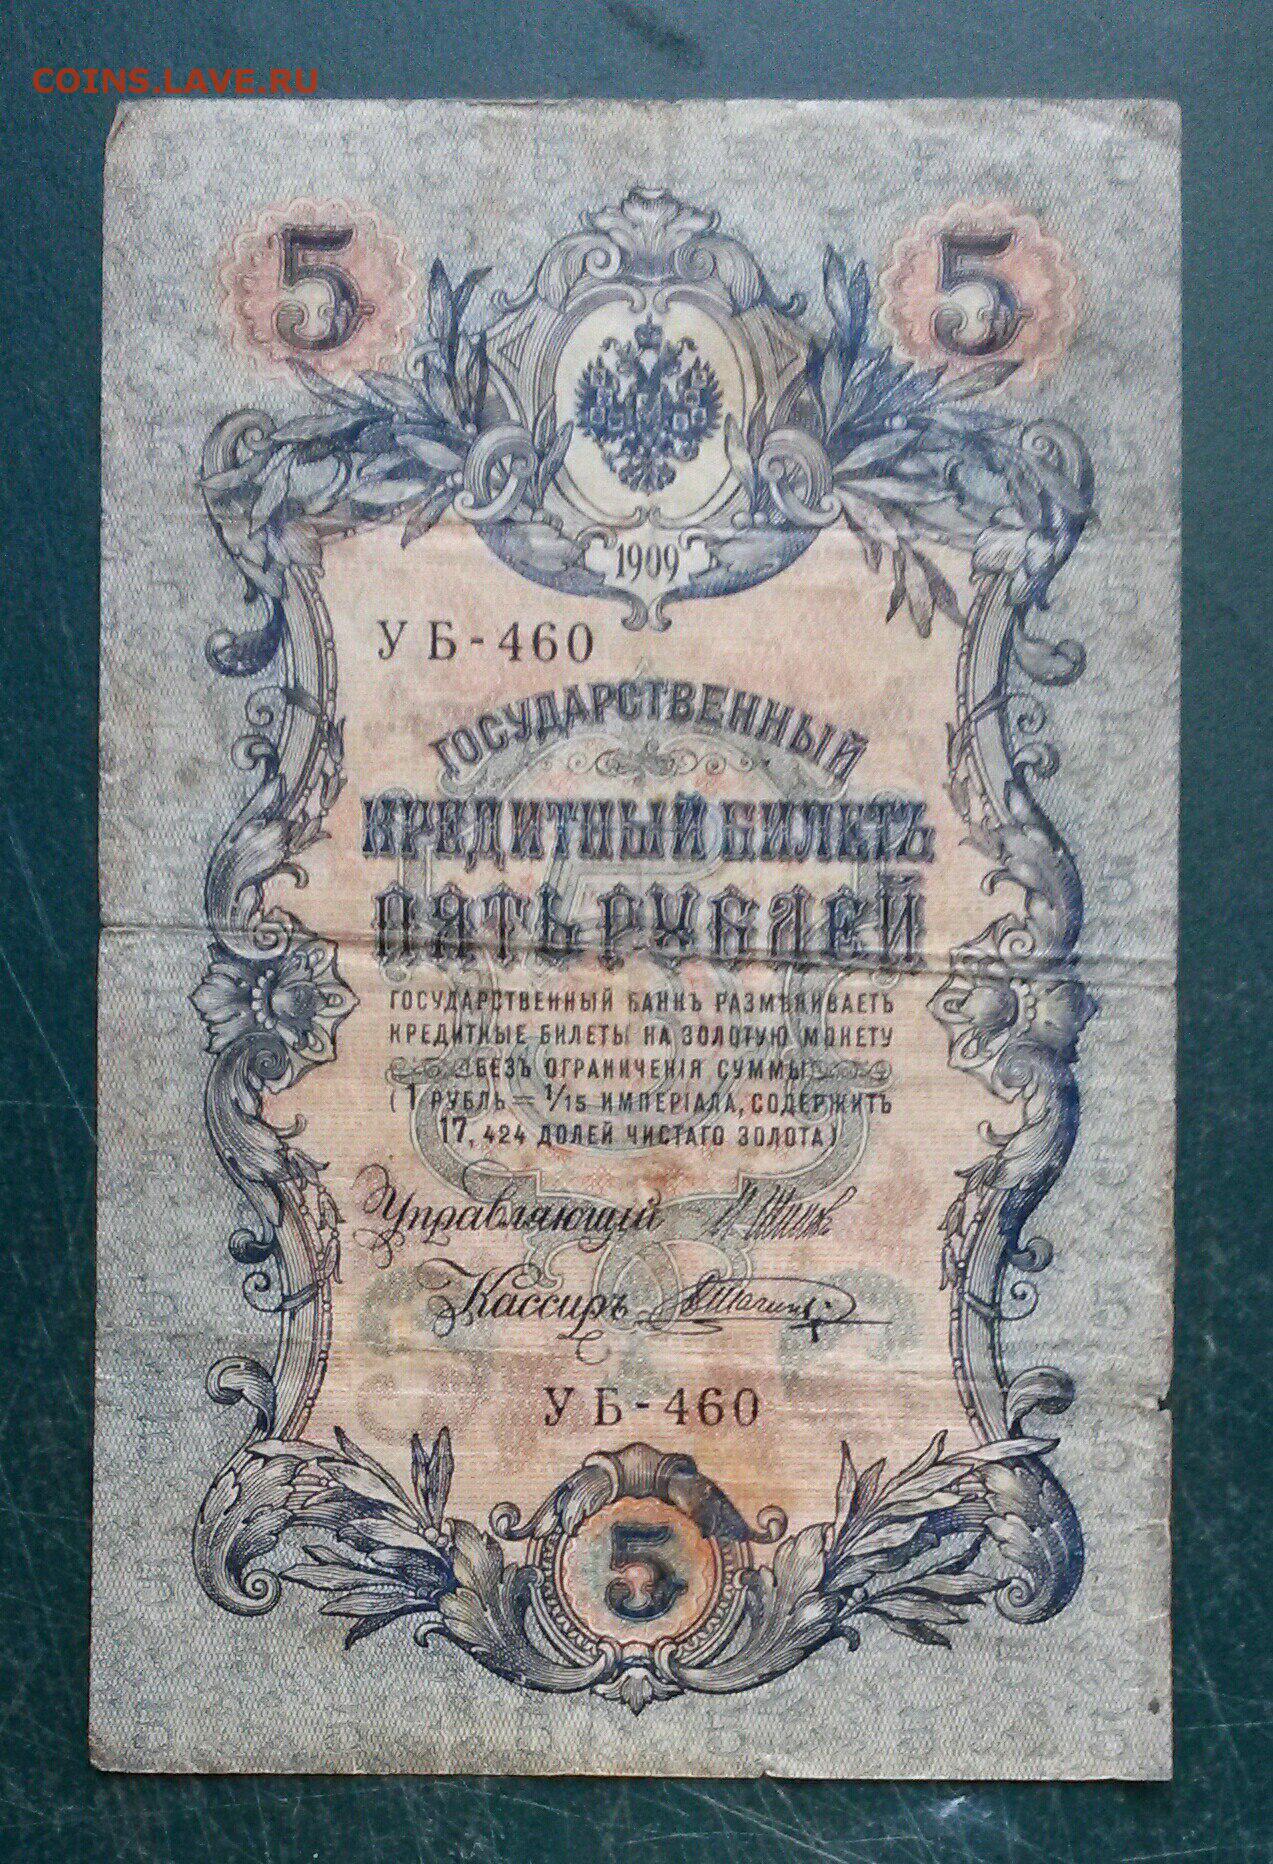 COINS.LAVE.RU
5 5
1909
УБ-460
ГОСУДАРСТВЕННЫЙ
КРЕДИТНЫЙ БИЛЕТЪ
ПЯТЬ РУБЛЕЙ
ГОСУДАРСТВЕННЫЙ БАНКЪ РАЗМѢНИВАЕТЪ
КРЕДИТНЫЕ БИЛЕТЫ НА ЗОЛОТУЮ МОНЕТУ
БЕЗЪ ОГРАНИЧЕНІЯ СУММЫ
(1 РУБЛЬ = 1/15 ИМПЕРІАЛА, СОДЕРЖИТЪ
17,424 ДОЛЕЙ ЧИСТАГО ЗОЛОТА)
Управляющій
Кассиръ
УБ-460
5